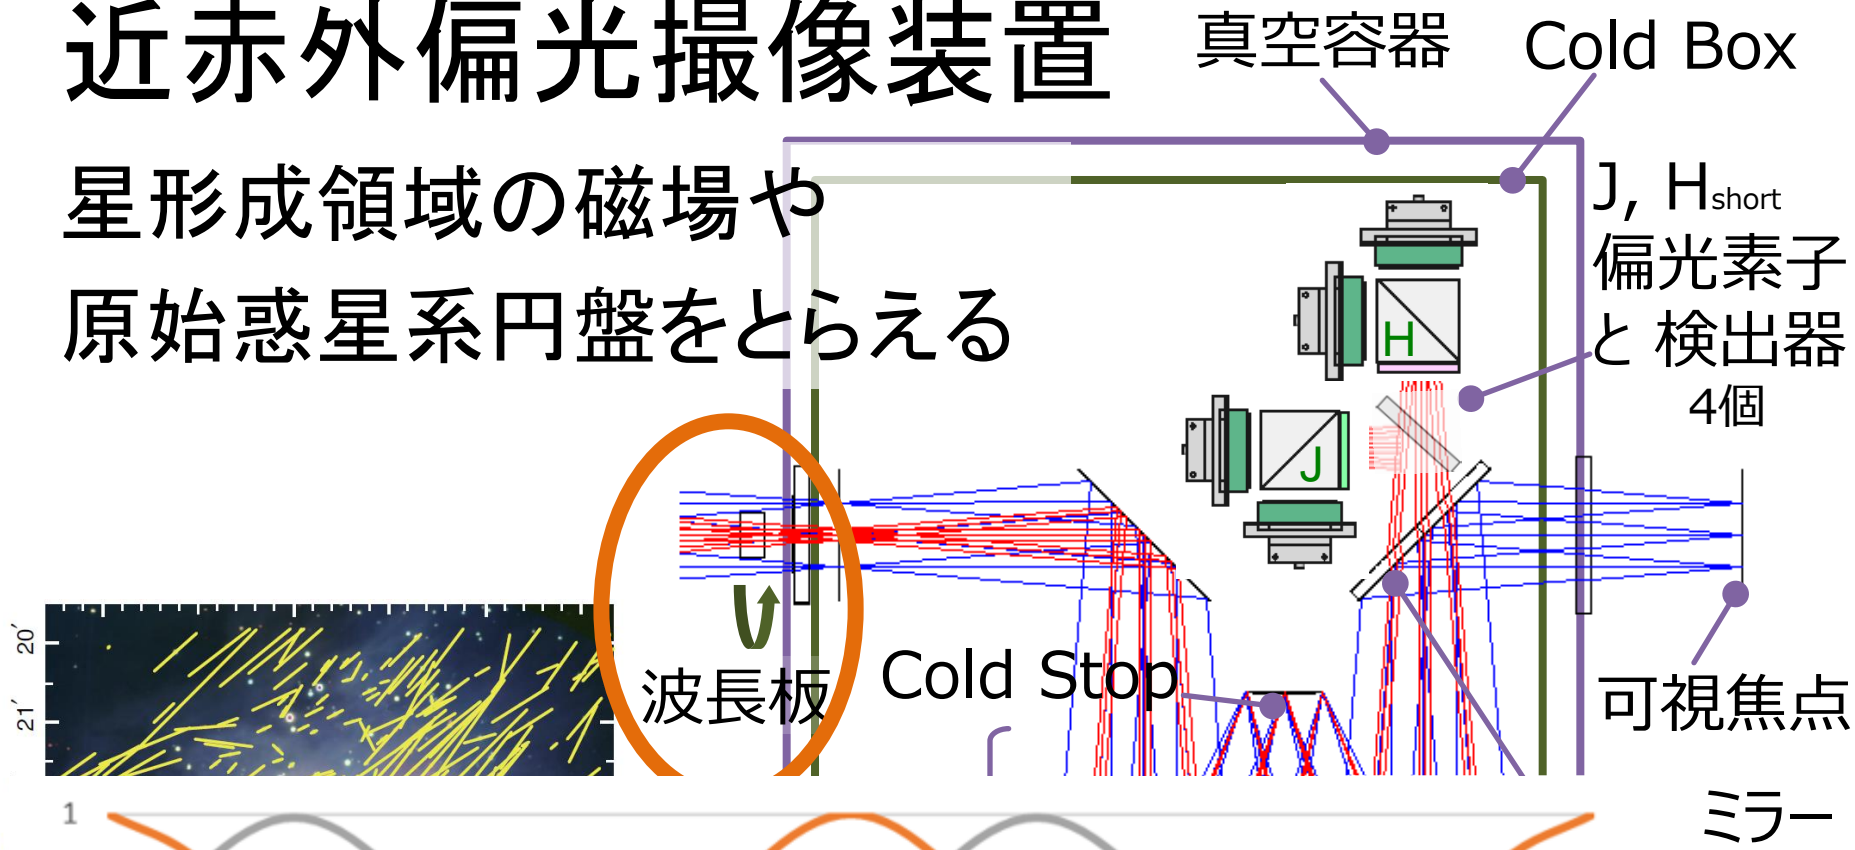 近赤外偏光撮像装置
真空容器
Cold Box
星形成領域の磁場や
原始惑星系円盤をとらえる
J, Hshort
偏光素子
と 検出器
4個
H
J
波長板
Cold Stop
可視焦点
ミラー
20′
21′
1